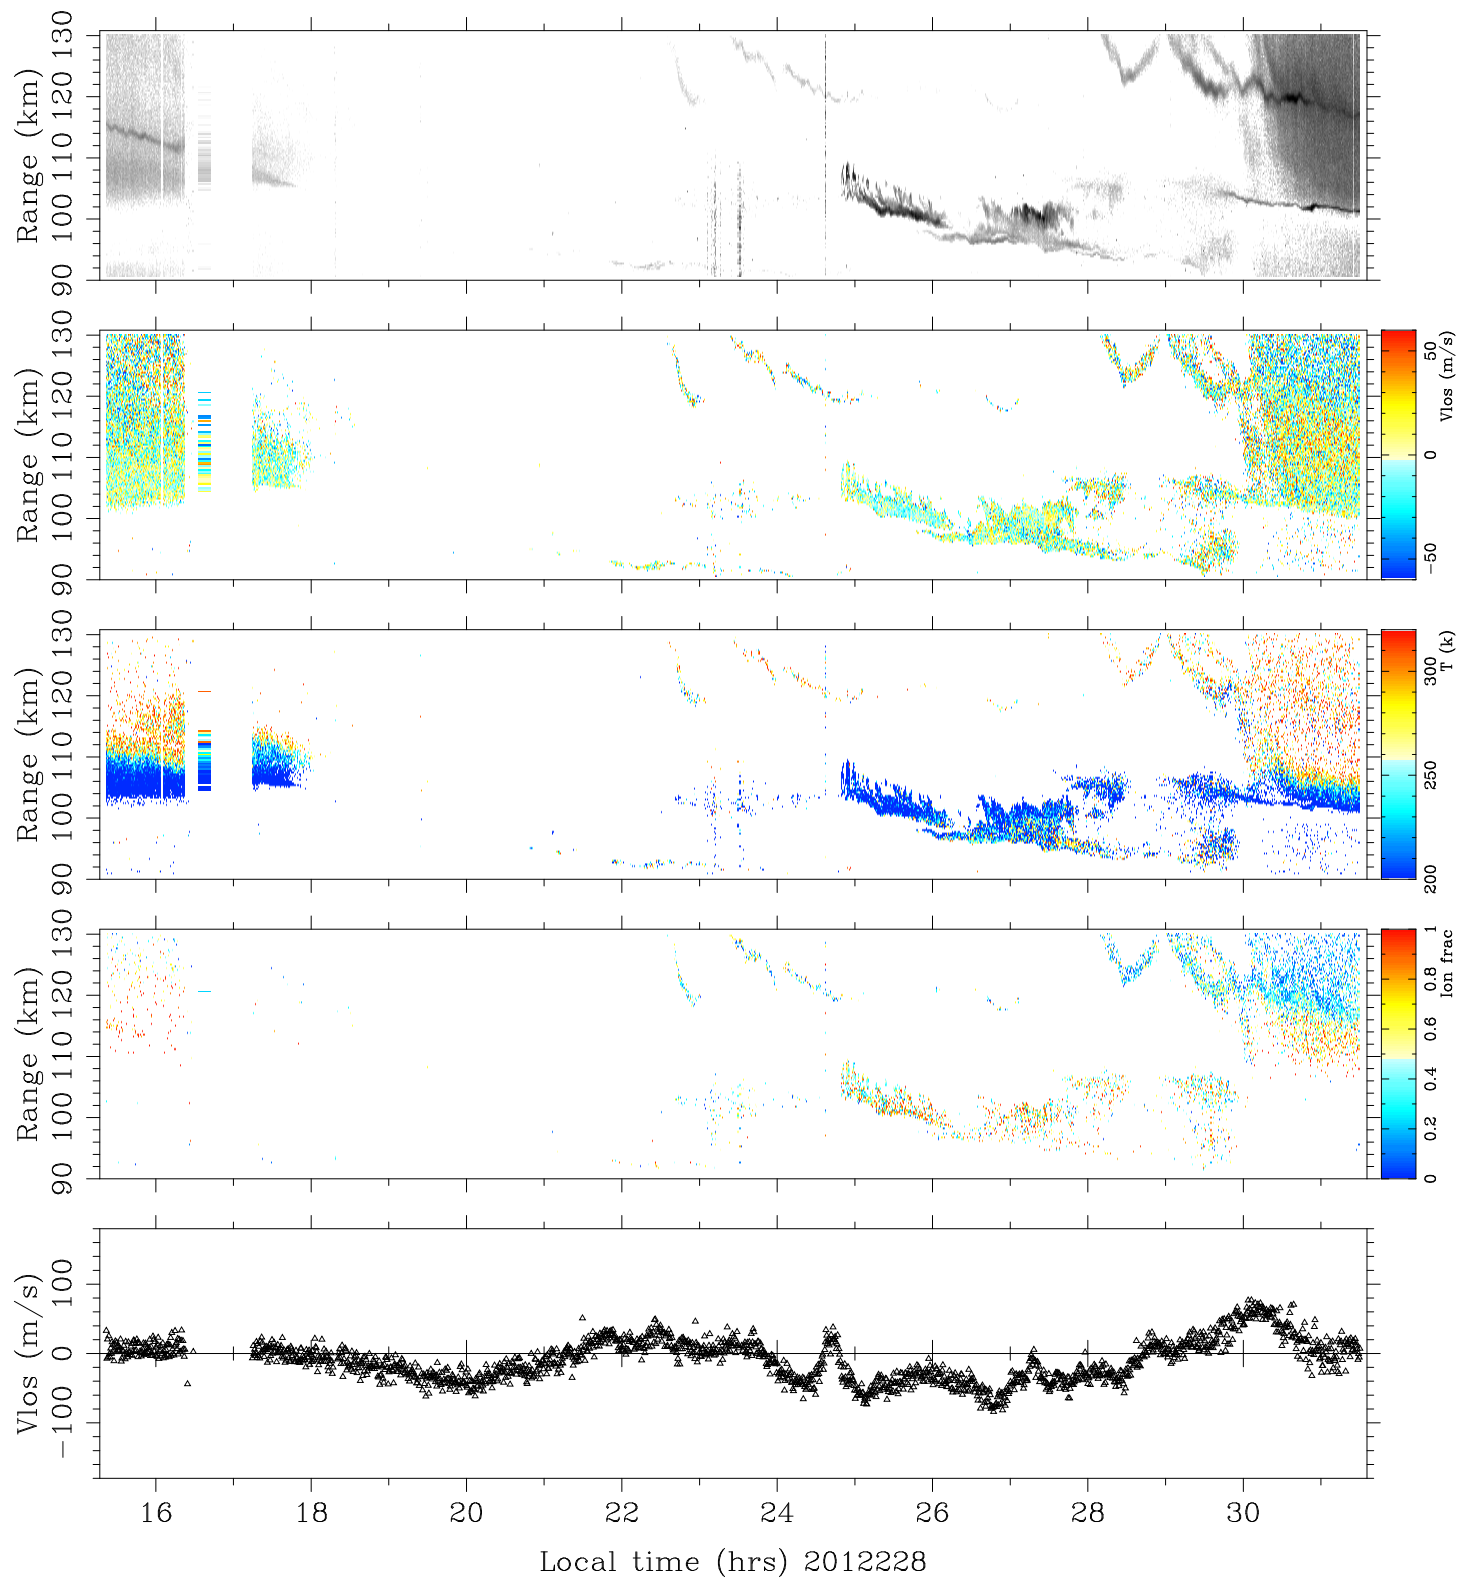 Range (km)
90 100 110 120 130
Range (km)
90 100 110 120 130
Vlos (m/s)
−50 0 50
Range (km)
90 100 110 120 130
T (k)
200 250 300
Range (km)
90 100 110 120 130
Ion frac
0 0.2 0.4 0.6 0.8 1
Vlos (m/s)
−100 0 100
16 18 20 22 24 26 28 30
Local time (hrs) 2012228